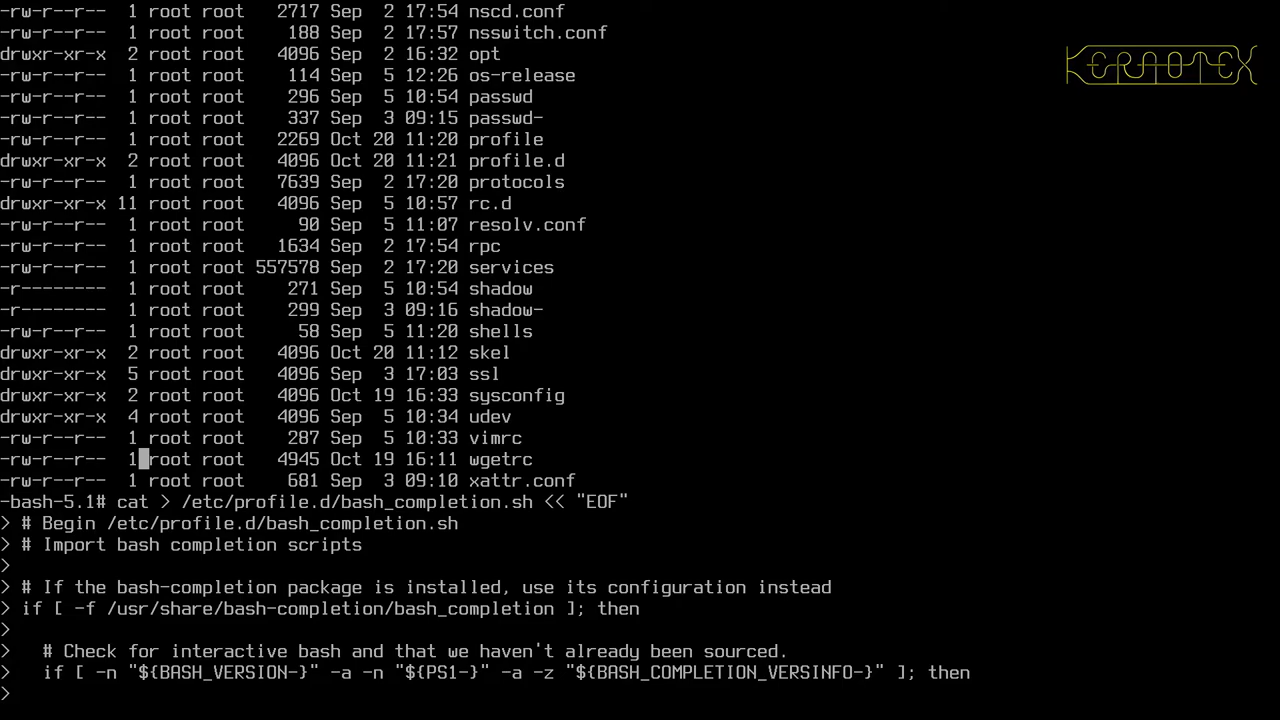 -rw-r--r--  1 root root   2717 Sep  2 17:54 nscd.conf
-rw-r--r--  1 root root    188 Sep  2 17:57 nsswitch.conf
drwxr-xr-x  2 root root   4096 Sep  2 16:32 opt
-rw-r--r--  1 root root    114 Sep  5 12:26 os-release
-rw-r--r--  1 root root    296 Sep  5 10:54 passwd
-rw-r--r--  1 root root    337 Sep  3 09:15 passwd-
-rw-r--r--  1 root root   2269 Oct 20 11:20 profile
drwxr-xr-x  2 root root   4096 Oct 20 11:21 profile.d
-rw-r--r--  1 root root   7639 Sep  2 17:20 protocols
drwxr-xr-x 11 root root   4096 Sep  5 10:57 rc.d
-rw-r--r--  1 root root     90 Sep  5 11:07 resolv.conf
-rw-r--r--  1 root root   1634 Sep  2 17:54 rpc
-rw-r--r--  1 root root 557578 Sep  2 17:20 services
-r--------  1 root root    271 Sep  5 10:54 shadow
-r--------  1 root root    299 Sep  3 09:16 shadow-
-rw-r--r--  1 root root     58 Sep  5 11:20 shells
drwxr-xr-x  2 root root   4096 Oct 20 11:12 skel
drwxr-xr-x  5 root root   4096 Sep  3 17:03 ssl
drwxr-xr-x  2 root root   4096 Oct 19 16:33 sysconfig
drwxr-xr-x  4 root root   4096 Sep  5 10:34 udev
-rw-r--r--  1 root root    287 Sep  5 10:33 vimrc
-rw-r--r--  1 root root   4945 Oct 19 16:11 wgetrc
-rw-r--r--  1 root root    681 Sep  3 09:10 xattr.conf
-bash-5.1# cat > /etc/profile.d/bash_completion.sh << "EOF"
> # Begin /etc/profile.d/bash_completion.sh
> # Import bash completion scripts
>
> # If the bash-completion package is installed, use its configuration instead
> if [ -f /usr/share/bash-completion/bash_completion ]; then
>
>   # Check for interactive bash and that we haven't already been sourced.
>   if [ -n "${BASH_VERSION-}" -a -n "${PS1-}" -a -z "${BASH_COMPLETION_VERSINFO-}" ]; then
>